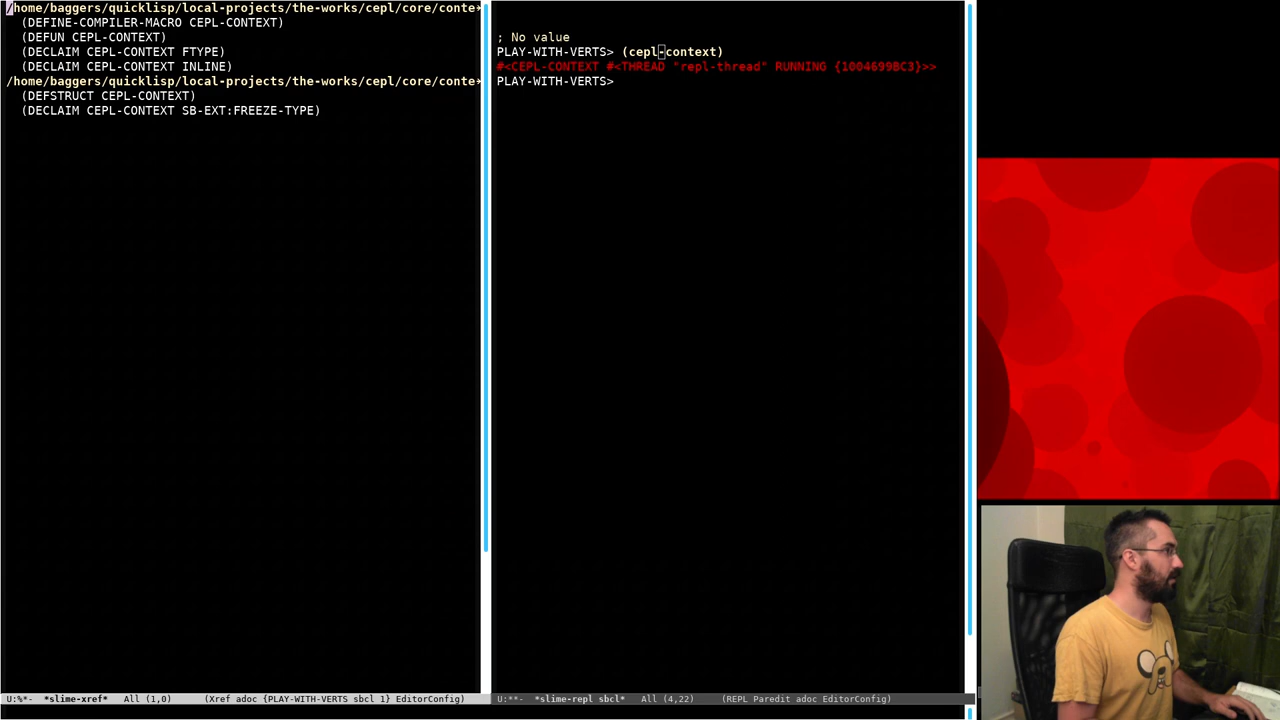 /home/baggers/quicklisp/local-projects/the-works/cepl/core/conte
(DEFINE-COMPILER-MACRO CEPL-CONTEXT)
(DEFUN CEPL-CONTEXT)
(DECLAIM CEPL-CONTEXT FTYPE)
(DECLAIM CEPL-CONTEXT INLINE)
/home/baggers/quicklisp/local-projects/the-works/cepl/core/conte
(DEFSTRUCT CEPL-CONTEXT)
(DECLAIM CEPL-CONTEXT SB-EXT:FREEZE-TYPE)
U:%*- *slime-xref* All (1,0) (Xref adoc {PLAY-WITH-VERTS sbcl 1} EditorConfig)
; No value
PLAY-WITH-VERTS> (cepl-context)
#<CEPL-CONTEXT #<THREAD "repl-thread" RUNNING {1004699BC3}>>
PLAY-WITH-VERTS>
U:**- *slime-repl sbcl* All (4,22) (REPL Paredit adoc EditorConfig)